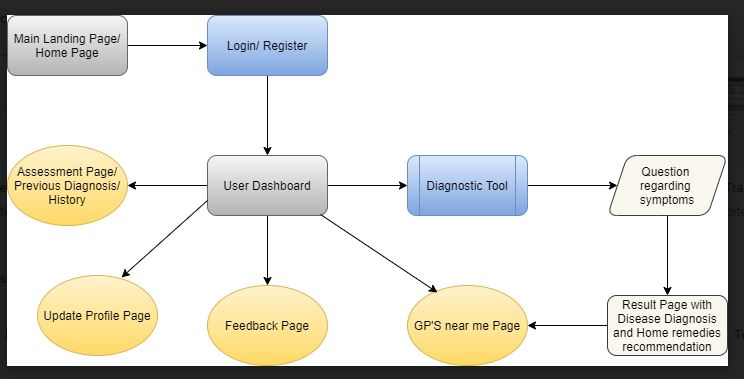 Main Landing Page/
Home Page
Login/ Register
Assessment Page/
Previous Diagnosis/
History
User Dashboard
Diagnostic Tool
Question
regarding
symptoms
Update Profile Page
Feedback Page
GP'S near me Page
Result Page with
Disease Diagnosis
and Home remedies
recommendation